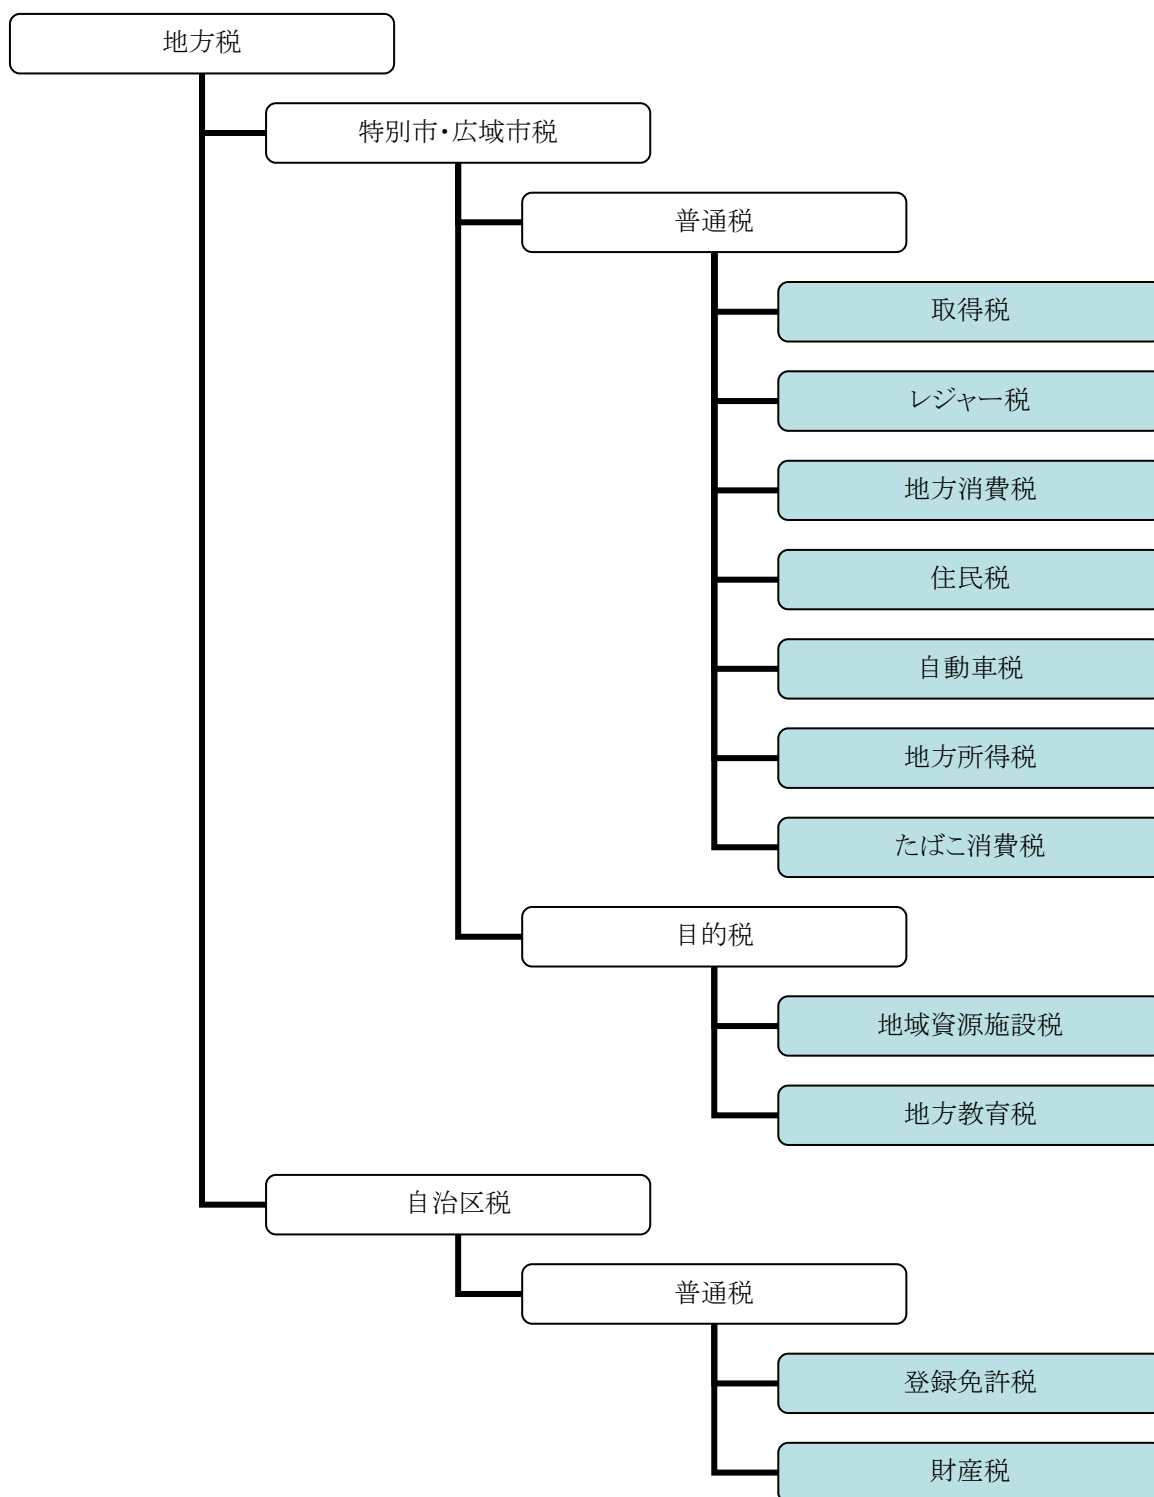 地方税
特別市・広域市税
普通税
取得税
レジャー税
地方消費税
住民税
自動車税
地方所得税
たばこ消費税
目的税
地域資源施設税
地方教育税
自治区税
普通税
登録免許税
財産税